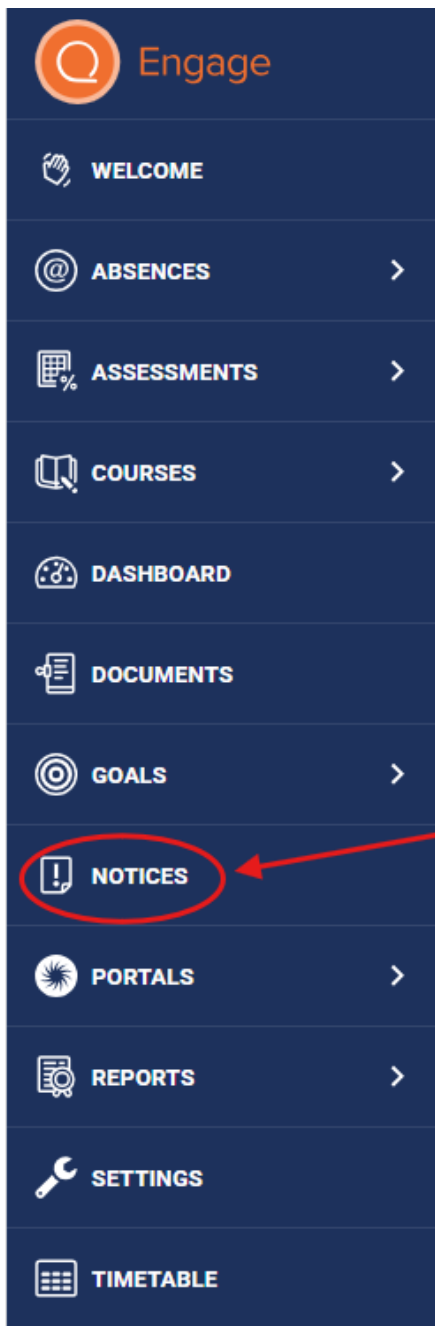 Engage
WELCOME
ABSENCES
ASSESSMENTS
COURSES
DASHBOARD
DOCUMENTS
GOALS
NOTICES
PORTALS
REPORTS
SETTINGS
TIMETABLE